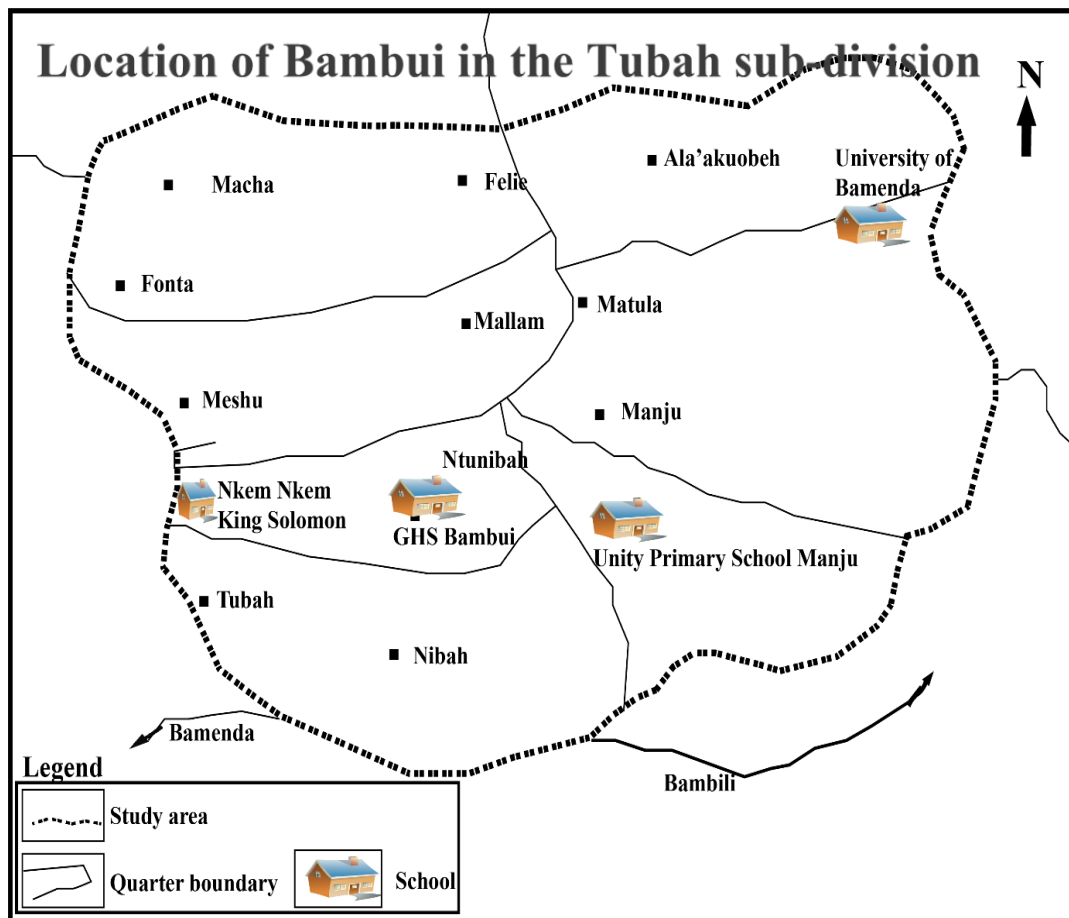 Location of Bambui in the Tubah sub-division
N
Ala'akuobeh
University of
Bamenda
Macha
Felie
Fonta
Matula
Mallam
Meshu
Manju
Ntunibah
Nkem Nkem
King Solomon
GHS Bambui
Unity Primary School Manju
Tubah
Nibah
Bamenda
Bambili
Legend
Study area
Quarter boundary
School